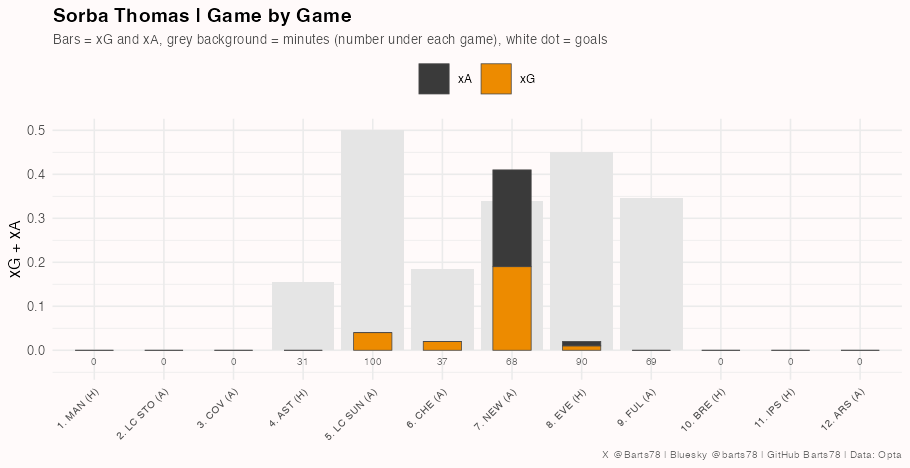 Sorba Thomas | Game by Game
Bars = xG and xA, grey background = minutes (number under each game), white dot = goals
xA xG
xG + xA
0.5
0.4
0.3
0.2
0.1
0.0
0 0 0 31 100 37 68 90 69 0 0 0
1. MAN (H)
2. LC STO (A)
3. COV (A)
4. AST (H)
5. LC SUN (A)
6. CHE (A)
7. NEW (A)
8. EVE (H)
9. FUL (A)
10. BRE (H)
11. IPS (H)
12. ARS (A)
X @Barts78 | Bluesky @barts78 | GitHub Barts78 | Data: Opta